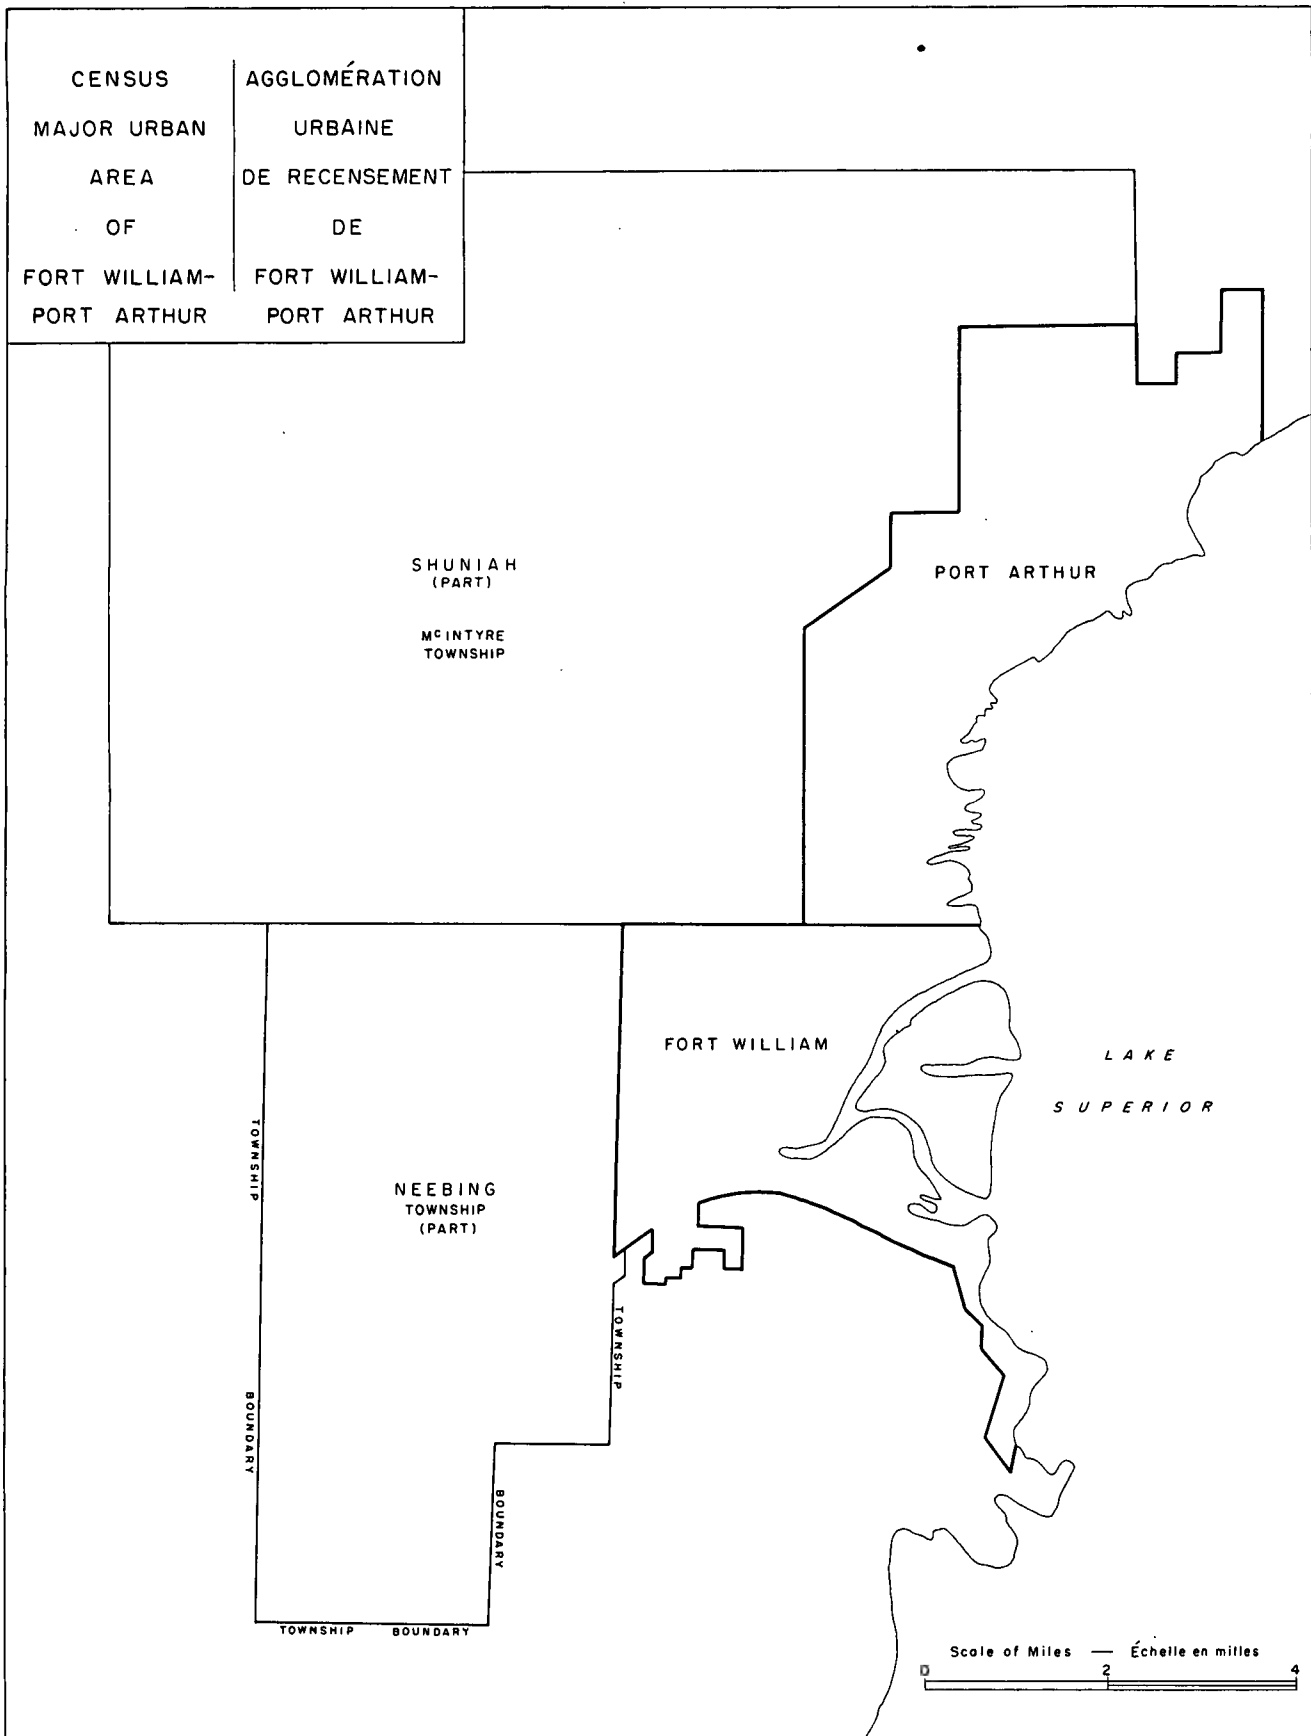 CENSUS
MAJOR URBAN
AREA
OF
FORT WILLIAM-
PORT ARTHUR
AGGLOMÉRATION
URBAINE
DE RECENSEMENT
DE
FORT WILLIAM-
PORT ARTHUR
SHUNIAH
(PART)
McINTYRE
TOWNSHIP
PORT ARTHUR
FORT WILLIAM
LAKE
SUPERIOR
TOWNSHIP
BOUNDARY
NEEBING
TOWNSHIP
(PART)
TOWNSHIP
BOUNDARY
TOWNSHIP BOUNDARY
Scale of Miles — Échelle en milles
0 2 4